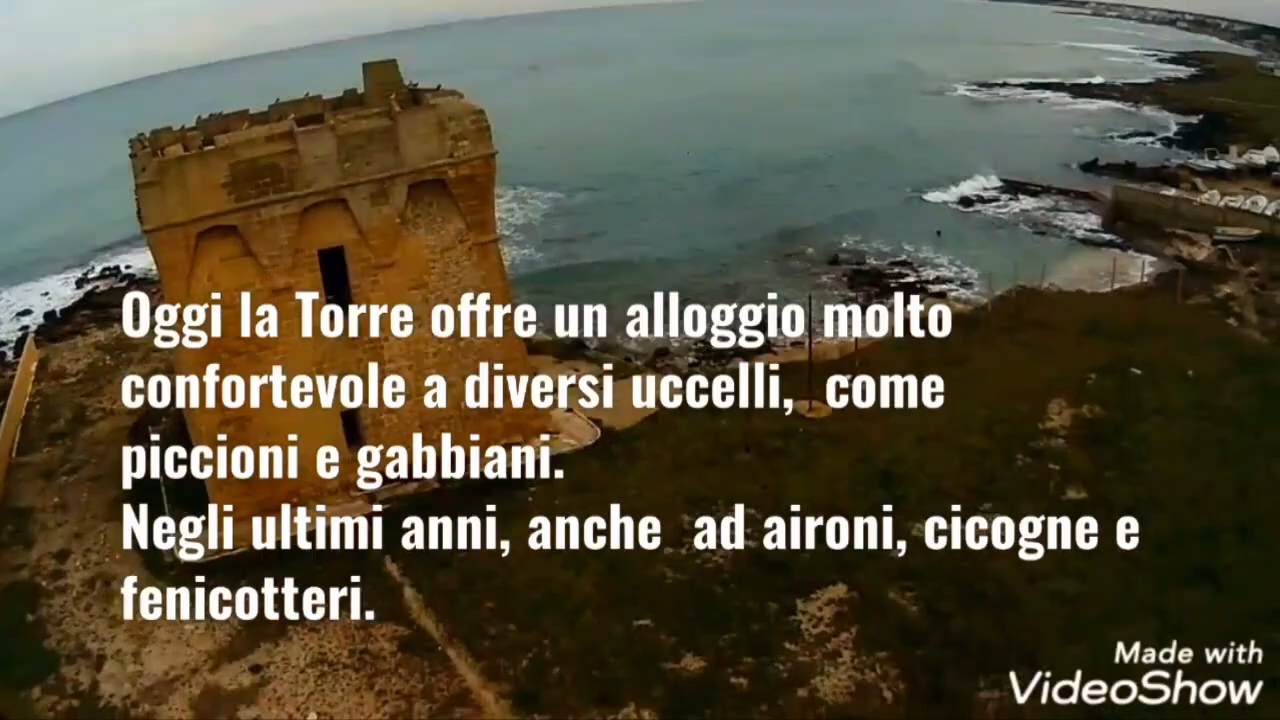 Oggi la Torre offre un alloggio molto
confortevole a diversi uccelli,  come
piccioni e gabbiani.
Negli ultimi anni, anche  ad aironi, cicogne e
fenicotteri.
Made with
VideoShow